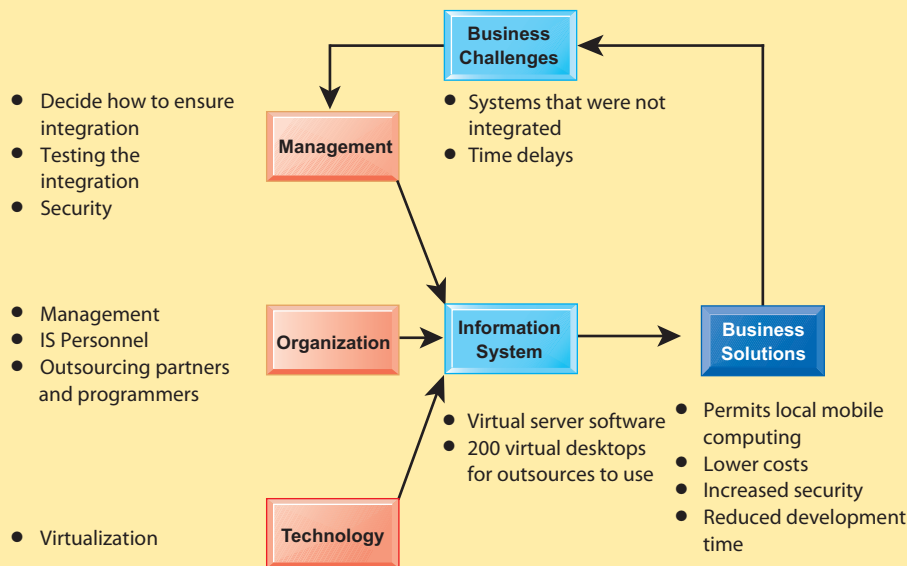 Business
Challenges
• Systems that were not
integrated
• Time delays
• Decide how to ensure
integration
• Testing the
integration
• Security
Management
• Management
• IS Personnel
• Outsourcing partners
and programmers
Organization
Information
System
• Virtual server software
• 200 virtual desktops
for outsources to use
Business
Solutions
• Permits local mobile
computing
• Lower costs
• Increased security
• Reduced development
time
• Virtualization
Technology